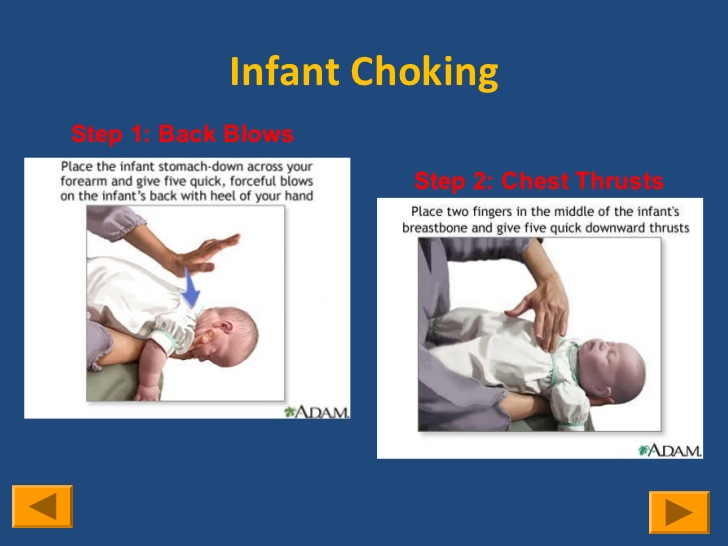 Infant Choking
Step 1: Back Blows
Place the infant stomach-down across your
forearm and give five quick, forceful blows
on the infant's back with heel of your hand
ADAM.
Step 2: Chest Thrusts
Place two fingers in the middle of the infant's
breastbone and give five quick downward thrusts
ADAM.